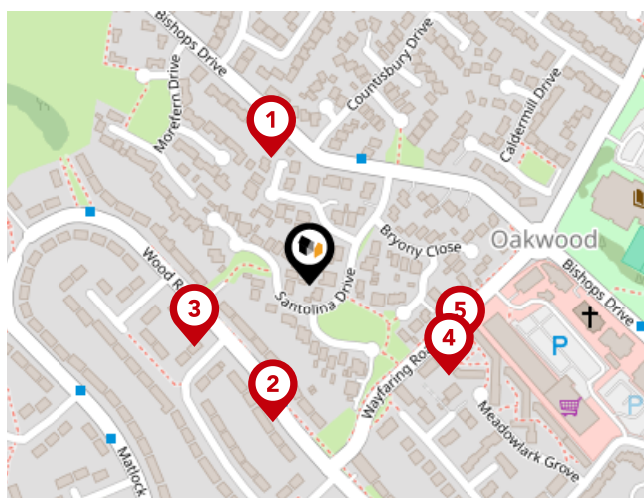 Bishops Drive
Countisbury Drive
Morefern Drive
Caldermill Drive
1
Bryony Close
Oakwood
Wood R
Santolina Drive
Bishops Drive
3
5
4
P
Wayfaring Ro
2
P
Meadowlark Grove
Matlock